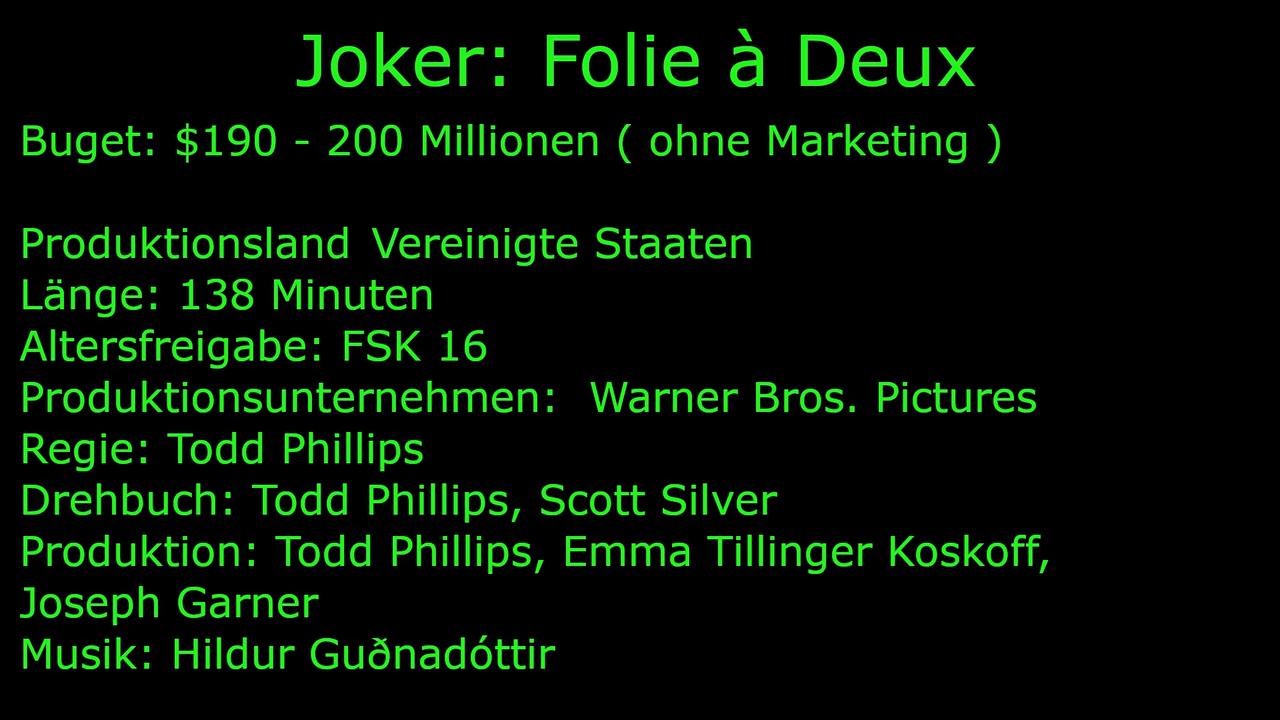 Joker: Folie à Deux
Buget: $190 - 200 Millionen ( ohne Marketing )
Produktionsland Vereinigte Staaten
Länge: 138 Minuten
Altersfreigabe: FSK 16
Produktionsunternehmen: Warner Bros. Pictures
Regie: Todd Phillips
Drehbuch: Todd Phillips, Scott Silver
Produktion: Todd Phillips, Emma Tillinger Koskoff,
Joseph Garner
Musik: Hildur Guðnadóttir